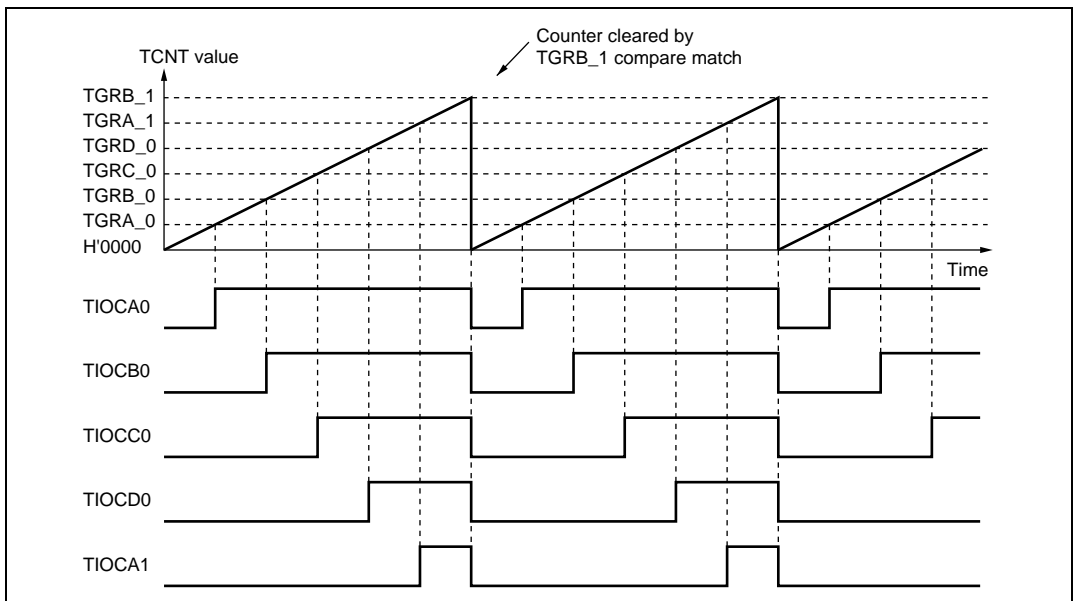 Counter cleared by
TGRB_1 compare match
TCNT value
TGRB_1
TGRA_1
TGRD_0
TGRC_0
TGRB_0
TGRA_0
H'0000
Time
TIOCA0
TIOCB0
TIOCC0
TIOCD0
TIOCA1